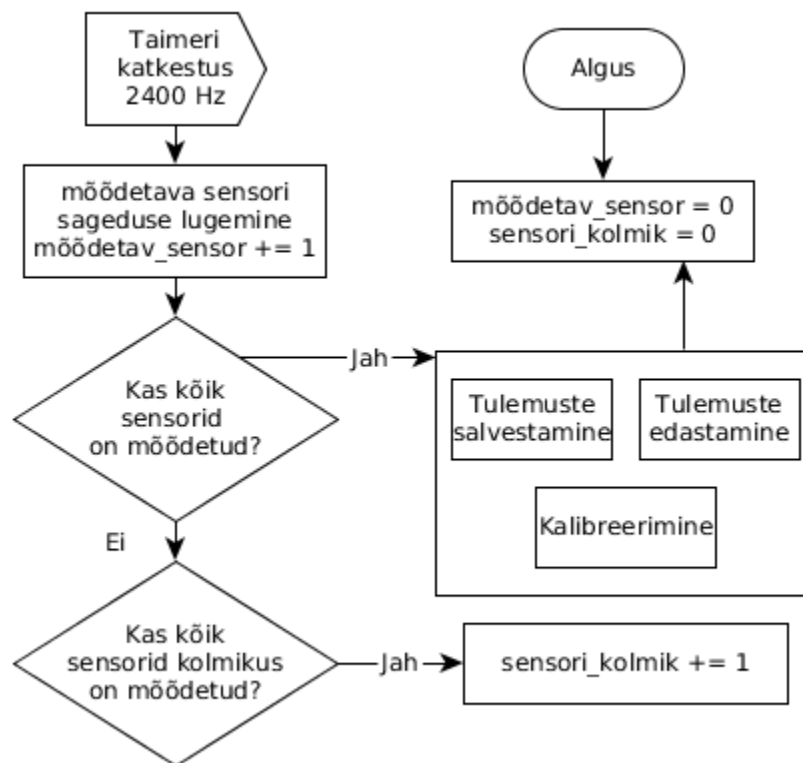 Taimeri
katkestus
2400 Hz
Algus
mõõdetava sensori
sageduse lugemine
mõõdetav_sensor += 1
mõõdetav_sensor = 0
sensori_kolmik = 0
Kas kõik
sensorid
on mõõdetud?
Jah
Tulemuste
salvestamine
Tulemuste
edastamine
Kalibreerimine
Ei
Kas kõik
sensorid kolmikus
on mõõdetud?
Jah
sensori_kolmik += 1